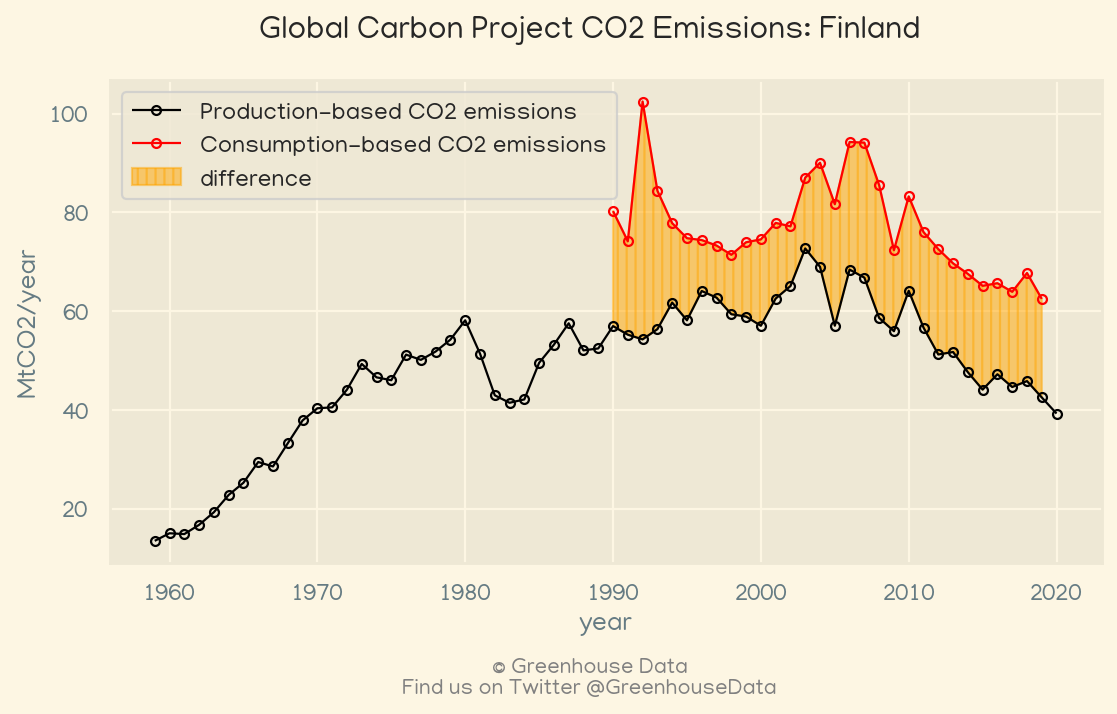 Global Carbon Project CO2 Emissions: Finland
Production-based CO2 emissions
Consumption-based CO2 emissions
difference
MtCO2/year
100
80
60
40
20
1960 1970 1980 1990 2000 2010 2020
year
© Greenhouse Data
Find us on Twitter @GreenhouseData